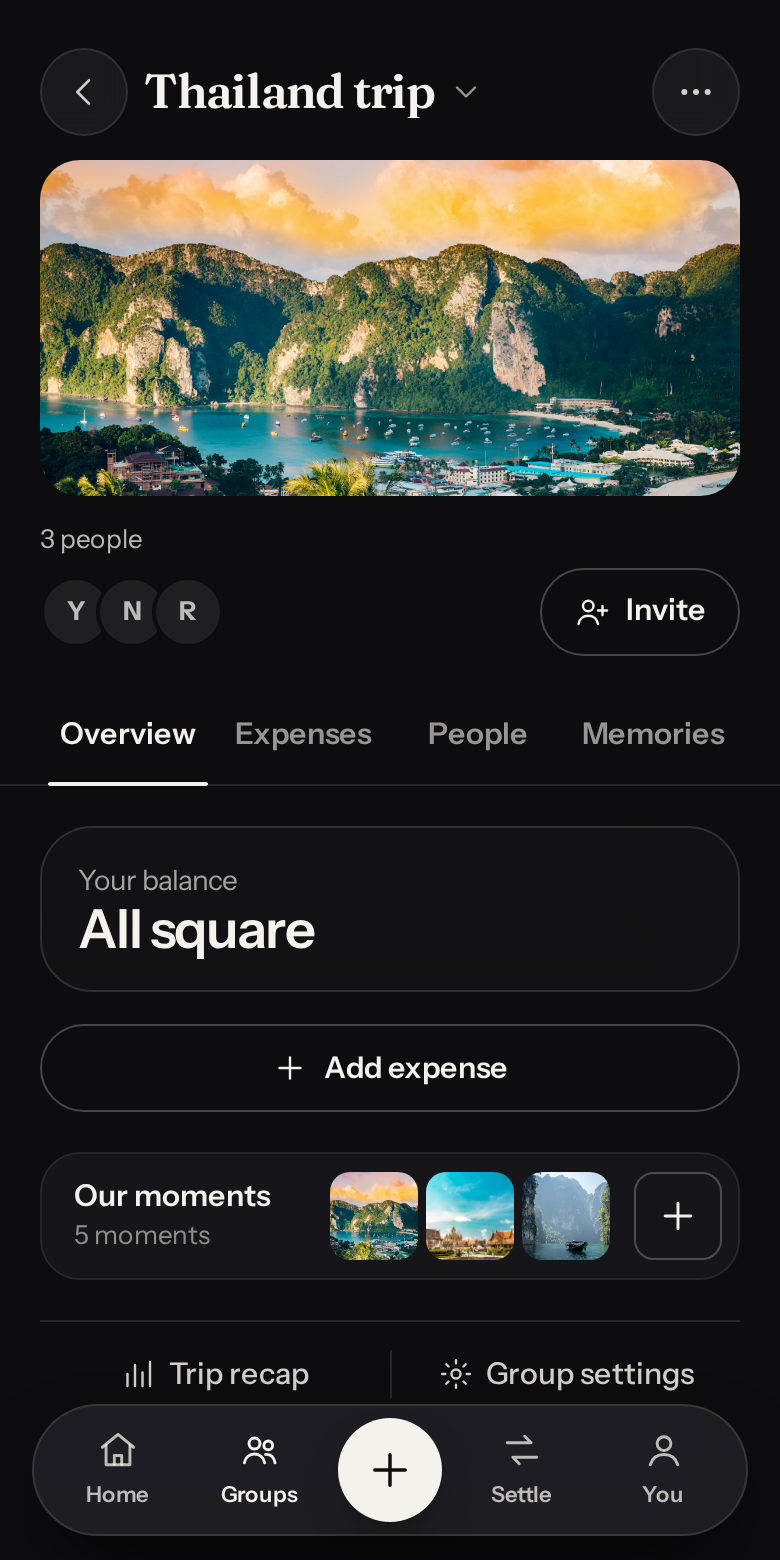 Thailand trip
3 people
Y N R
Invite
Overview Expenses People Memories
Your balance
All square
Add expense
Our moments
5 moments
Trip recap Group settings
Home Groups Settle You